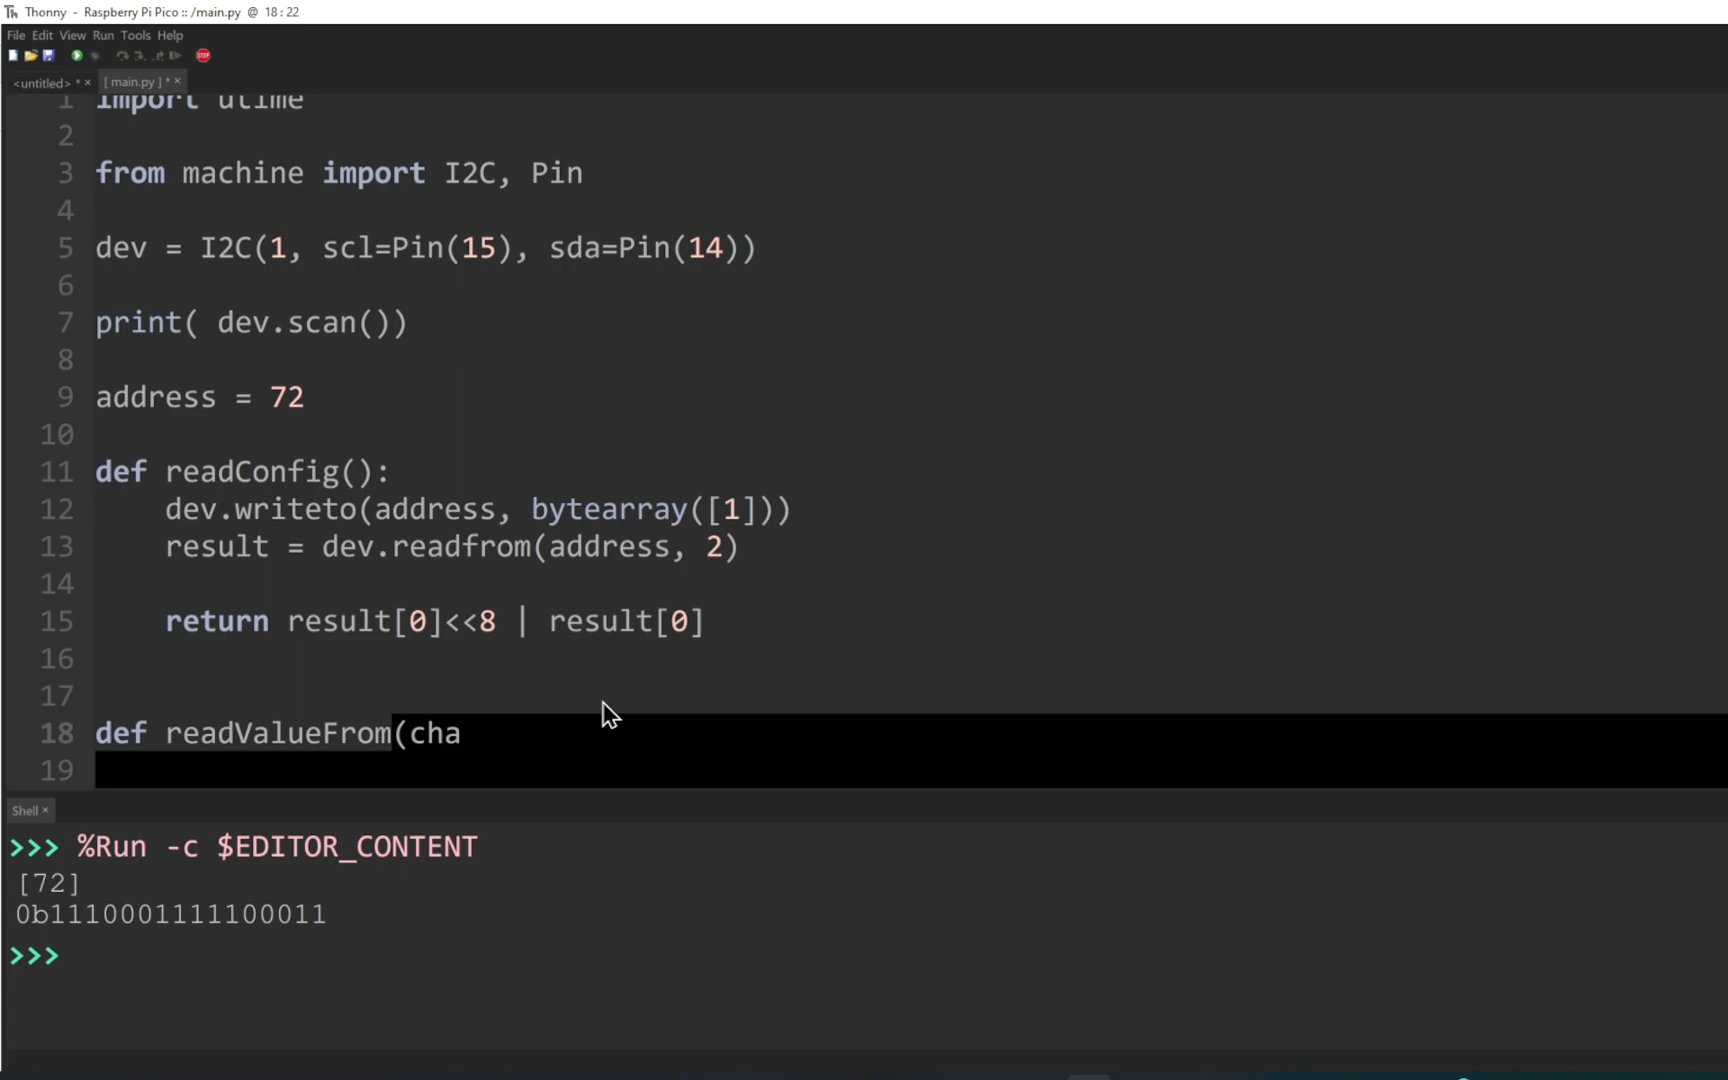 Thonny - Raspberry Pi Pico :: /main.py @ 18 : 22
File Edit View Run Tools Help
STOP
<untitled> * × [ main.py ] * ×
1 import utime
2
3 from machine import I2C, Pin
4
5 dev = I2C(1, scl=Pin(15), sda=Pin(14))
6
7 print( dev.scan())
8
9 address = 72
10
11 def readConfig():
12 dev.writeto(address, bytearray([1]))
13 result = dev.readfrom(address, 2)
14
15 return result[0]<<8 | result[0]
16
17
18 def readValueFrom(cha
19
Shell ×
>>> %Run -c $EDITOR_CONTENT
[72]
0b1110001111100011
>>>